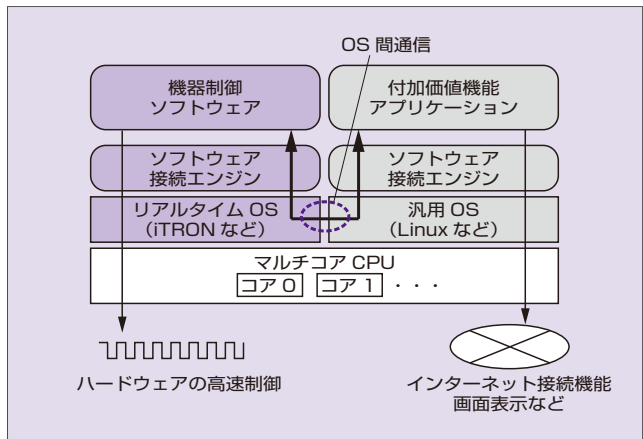 OS 間通信
機器制御
ソフトウェア
付加価値機能
アプリケーション
ソフトウェア
接続エンジン
ソフトウェア
接続エンジン
リアルタイム OS
（iTRON など）
汎用 OS
（Linux など）
マルチコア CPU
コア 0 コア 1 ・・・
ハードウェアの高速制御
インターネット接続機能
画面表示など